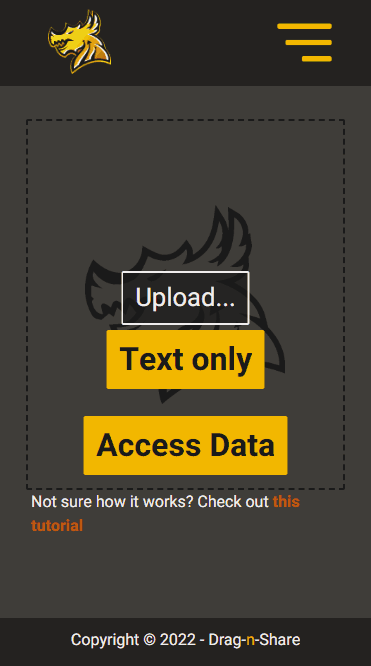 Upload...
Text only
Access Data
Not sure how it works? Check out this
tutorial
Copyright © 2022 - Drag-n-Share